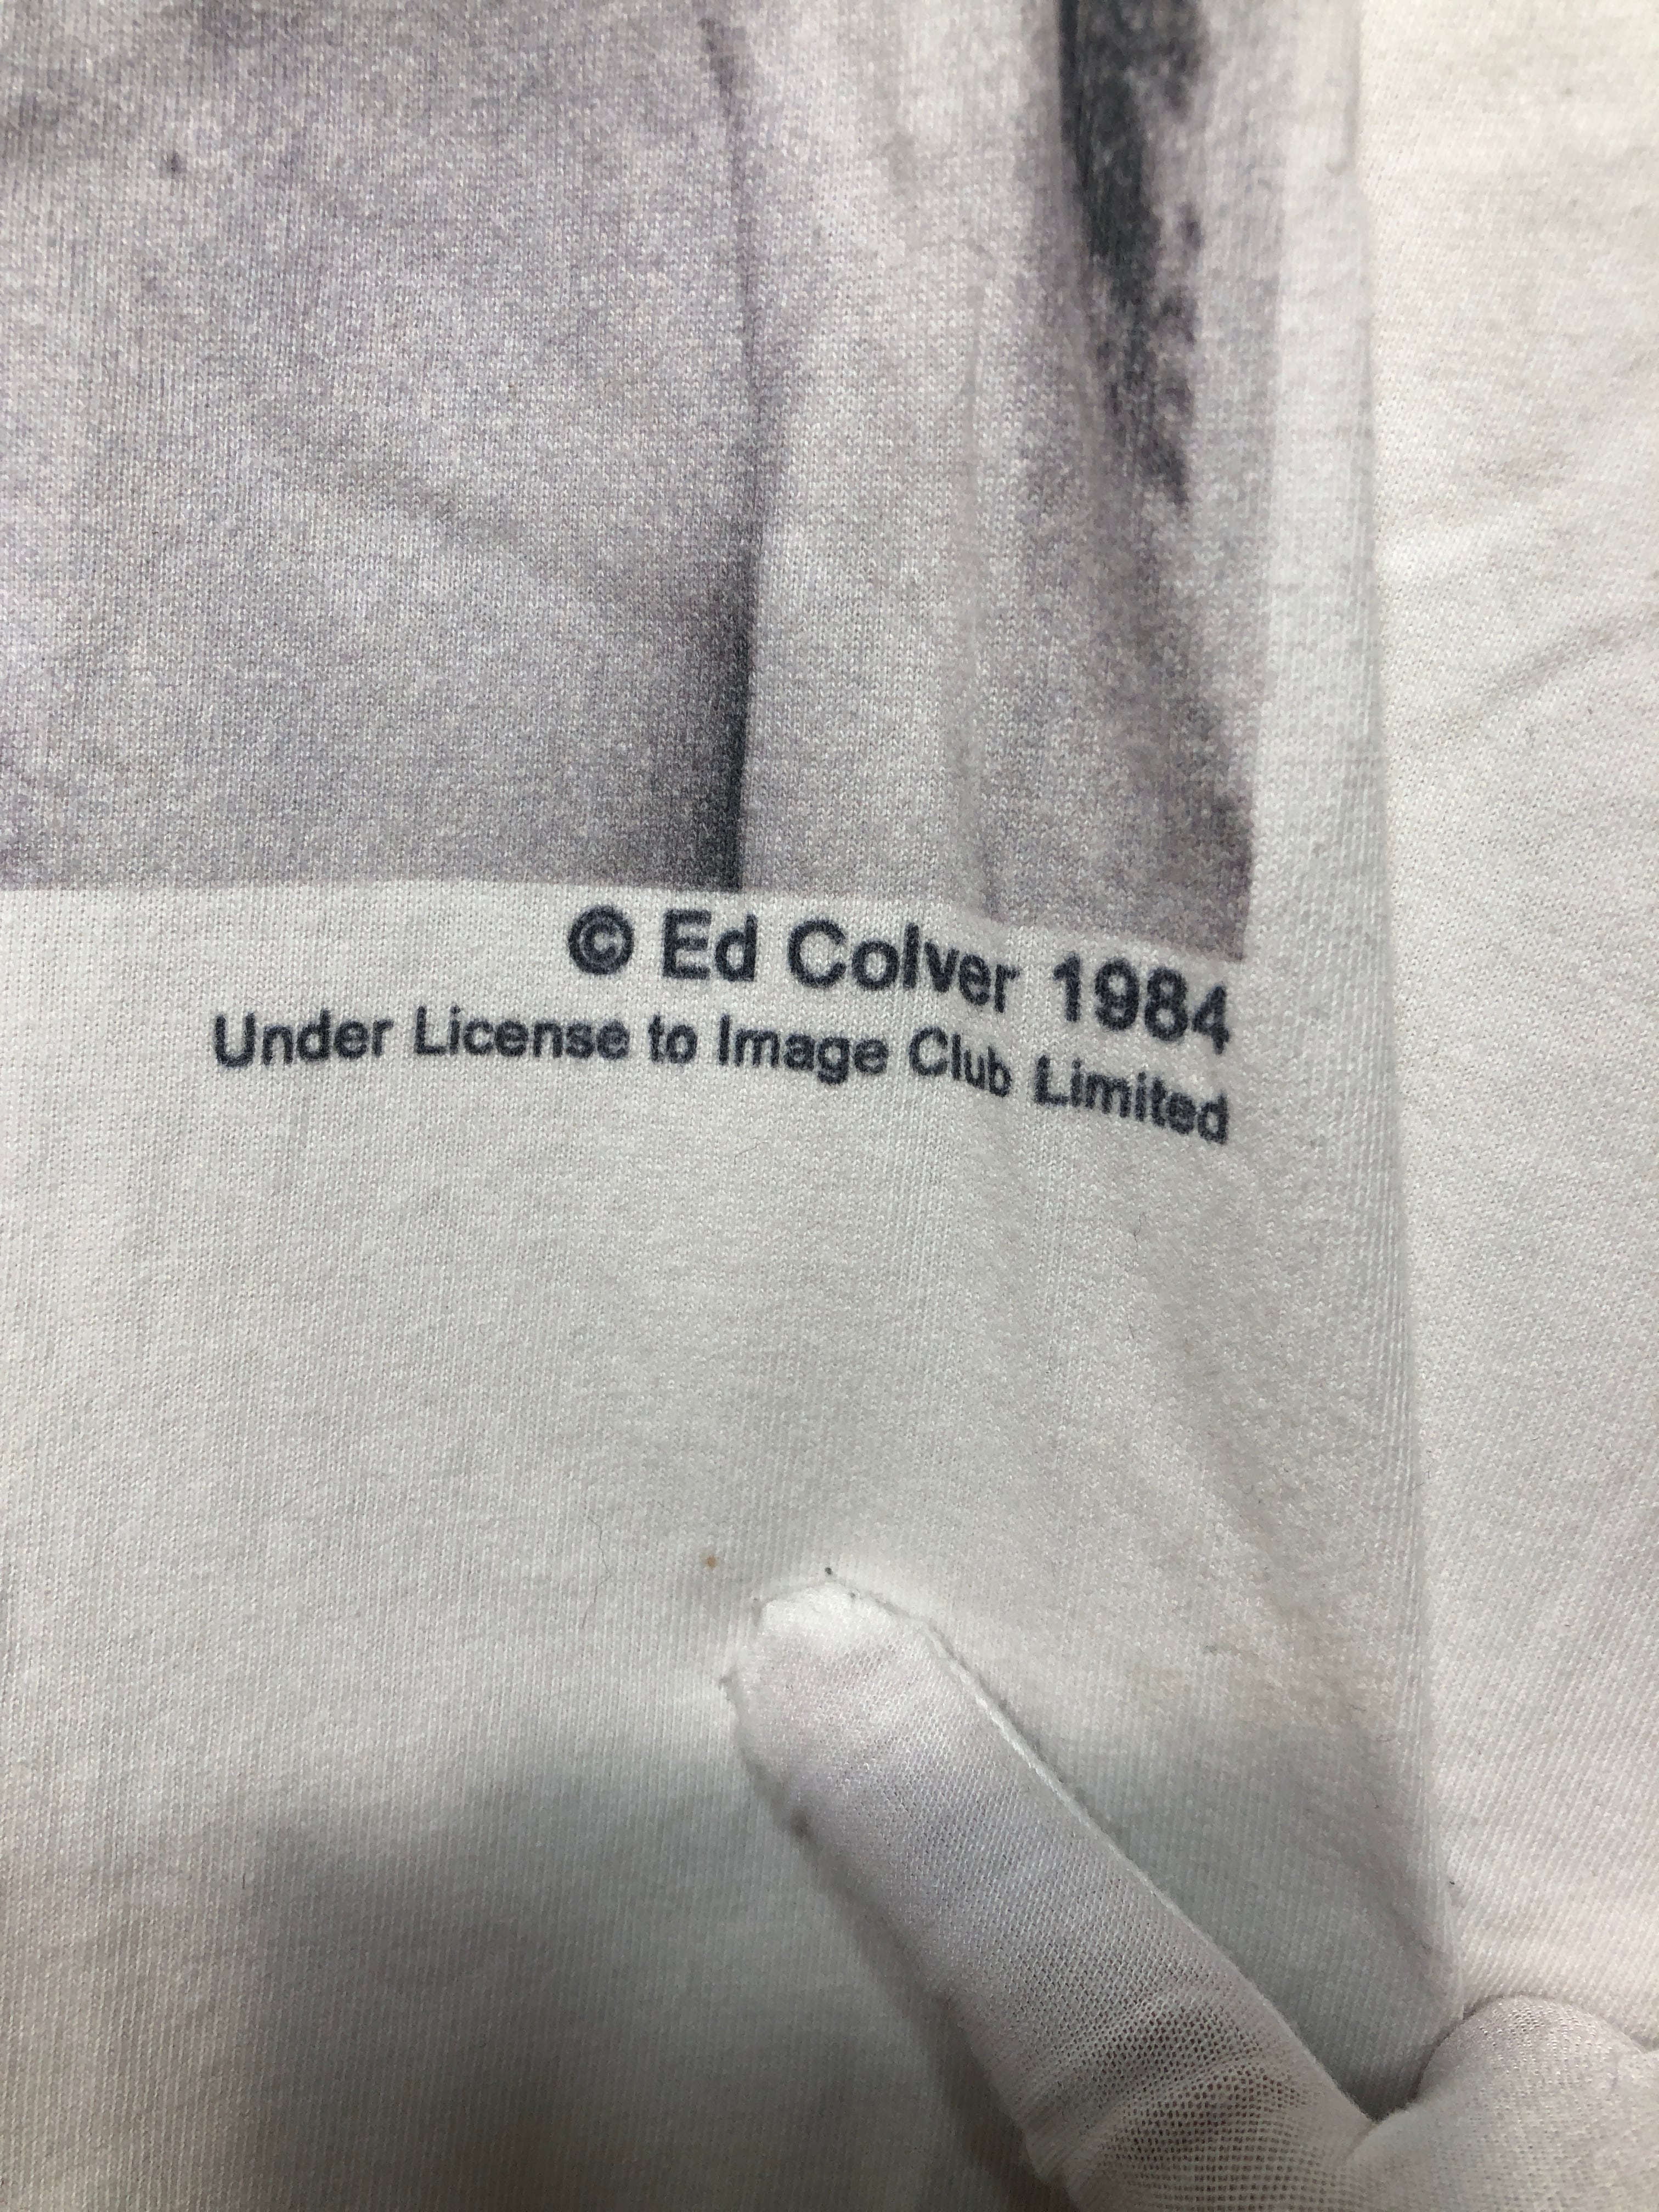 © Ed Colver 1984
Under License to Image Club Limited